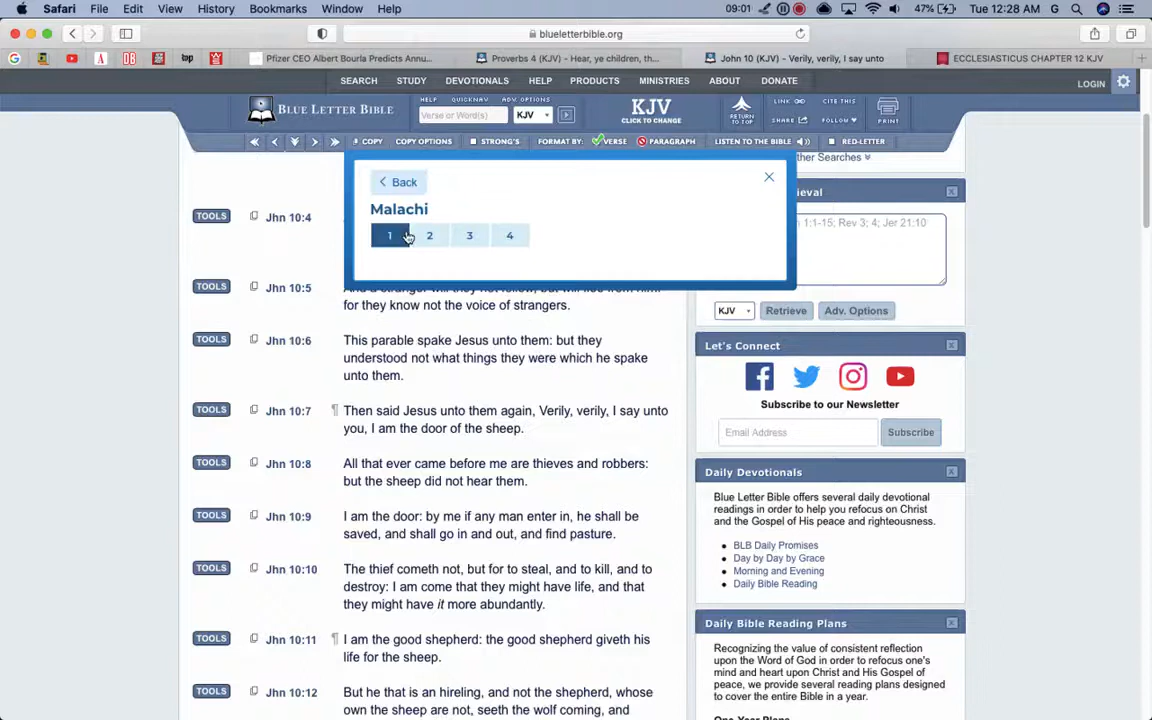 Safari File Edit View History Bookmarks Window Help 09:01 47% Tue 12:28 AM G
blueletterbible.org
Pfizer CEO Albert Bourla Predicts Annu... Proverbs 4 (KJV) - Hear, ye children, th... John 10 (KJV) - Verily, verily, I say unto ECCLESIASTICUS CHAPTER 12 KJV
SEARCH STUDY DEVOTIONALS HELP PRODUCTS MINISTRIES ABOUT DONATE LOGIN
BLUE LETTER BIBLE
HELP QUICKNAV ADV. OPTIONS
Verse or Word(s) KJV
KJV
CLICK TO CHANGE
RETURN TO TOP
LINK CITE THIS
SHARE FOLLOW PRINT
COPY COPY OPTIONS STRONG'S FORMAT BY: VERSE PARAGRAPH LISTEN TO THE BIBLE RED-LETTER
Back
Malachi
1 2 3 4
TOOLS Jhn 10:4
TOOLS Jhn 10:5
for they know not the voice of strangers.
TOOLS Jhn 10:6 This parable spake Jesus unto them: but they
understood not what things they were which he spake
unto them.
TOOLS Jhn 10:7 ¶ Then said Jesus unto them again, Verily, verily, I say unto
you, I am the door of the sheep.
TOOLS Jhn 10:8 All that ever came before me are thieves and robbers:
but the sheep did not hear them.
TOOLS Jhn 10:9 I am the door: by me if any man enter in, he shall be
saved, and shall go in and out, and find pasture.
TOOLS Jhn 10:10 The thief cometh not, but for to steal, and to kill, and to
destroy: I am come that they might have life, and that
they might have it more abundantly.
TOOLS Jhn 10:11 ¶ I am the good shepherd: the good shepherd giveth his
life for the sheep.
TOOLS Jhn 10:12 But he that is an hireling, and not the shepherd, whose
own the sheep are not, seeth the wolf coming, and
ther Searches
ieval
1:1-15; Rev 3; 4; Jer 21:10
KJV Retrieve Adv. Options
Let's Connect
Subscribe to our Newsletter
Email Address Subscribe
Daily Devotionals
Blue Letter Bible offers several daily devotional
readings in order to help you refocus on Christ
and the Gospel of His peace and righteousness.
BLB Daily Promises
Day by Day by Grace
Morning and Evening
Daily Bible Reading
Daily Bible Reading Plans
Recognizing the value of consistent reflection
upon the Word of God in order to refocus one's
mind and heart upon Christ and His Gospel of
peace, we provide several reading plans designed
to cover the entire Bible in a year.